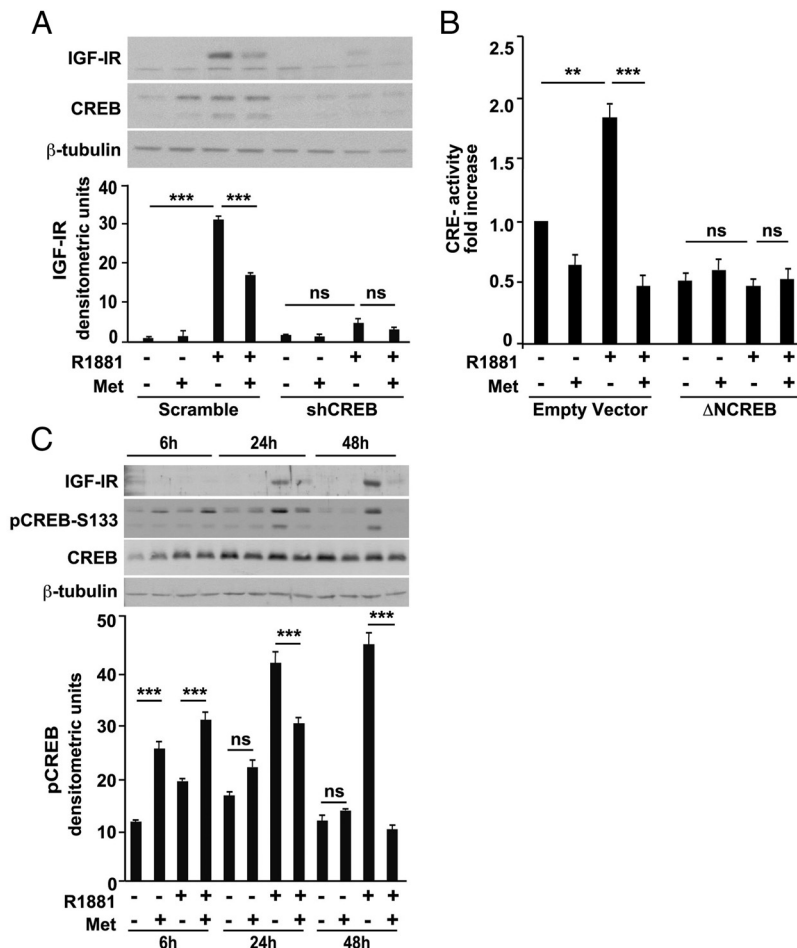 A
IGF-IR
CREB
β-tubulin
IGF-IR
densitometric units
40
30
20
10
0
*** ***
ns ns
R1881 - - + + - - + +
Met - + - + - + - +
Scramble shCREB
B
CRE- activity
fold increase
2.5
2.0
1.0
0.5
0
** ***
ns ns
R1881 - - + + - - + +
Met - + - + - + - +
Empty Vector ΔNCREB
C
6h 24h 48h
IGF-IR
pCREB-S133
CREB
β-tubulin
pCREB
densitometric units
50
40
30
20
10
0
*** *** ns *** ns ***
R1881 - - + + - - + + - - + +
Met - + - + - + - + - + - +
6h 24h 48h